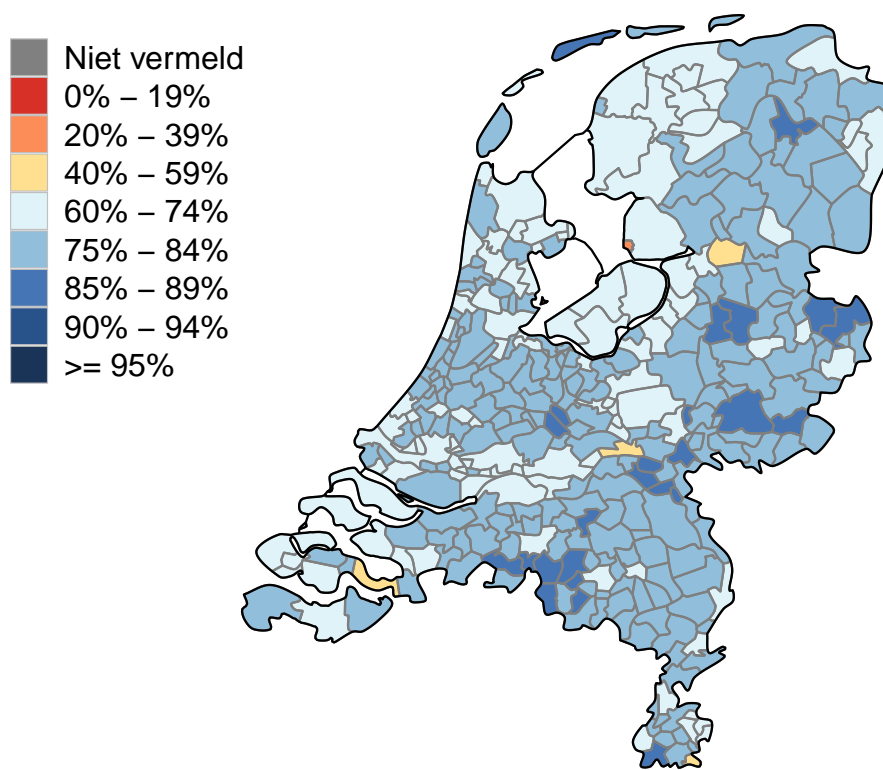 Niet vermeld
0% – 19%
20% – 39%
40% – 59%
60% – 74%
75% – 84%
85% – 89%
90% – 94%
>= 95%